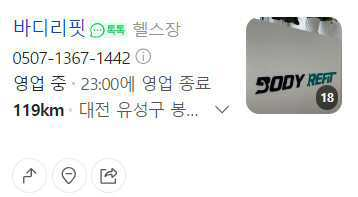 바디리핏 톡톡 헬스장
0507-1367-1442
영업 중 · 23:00에 영업 종료
119km · 대전 유성구 봉...
BODY REFIT
18